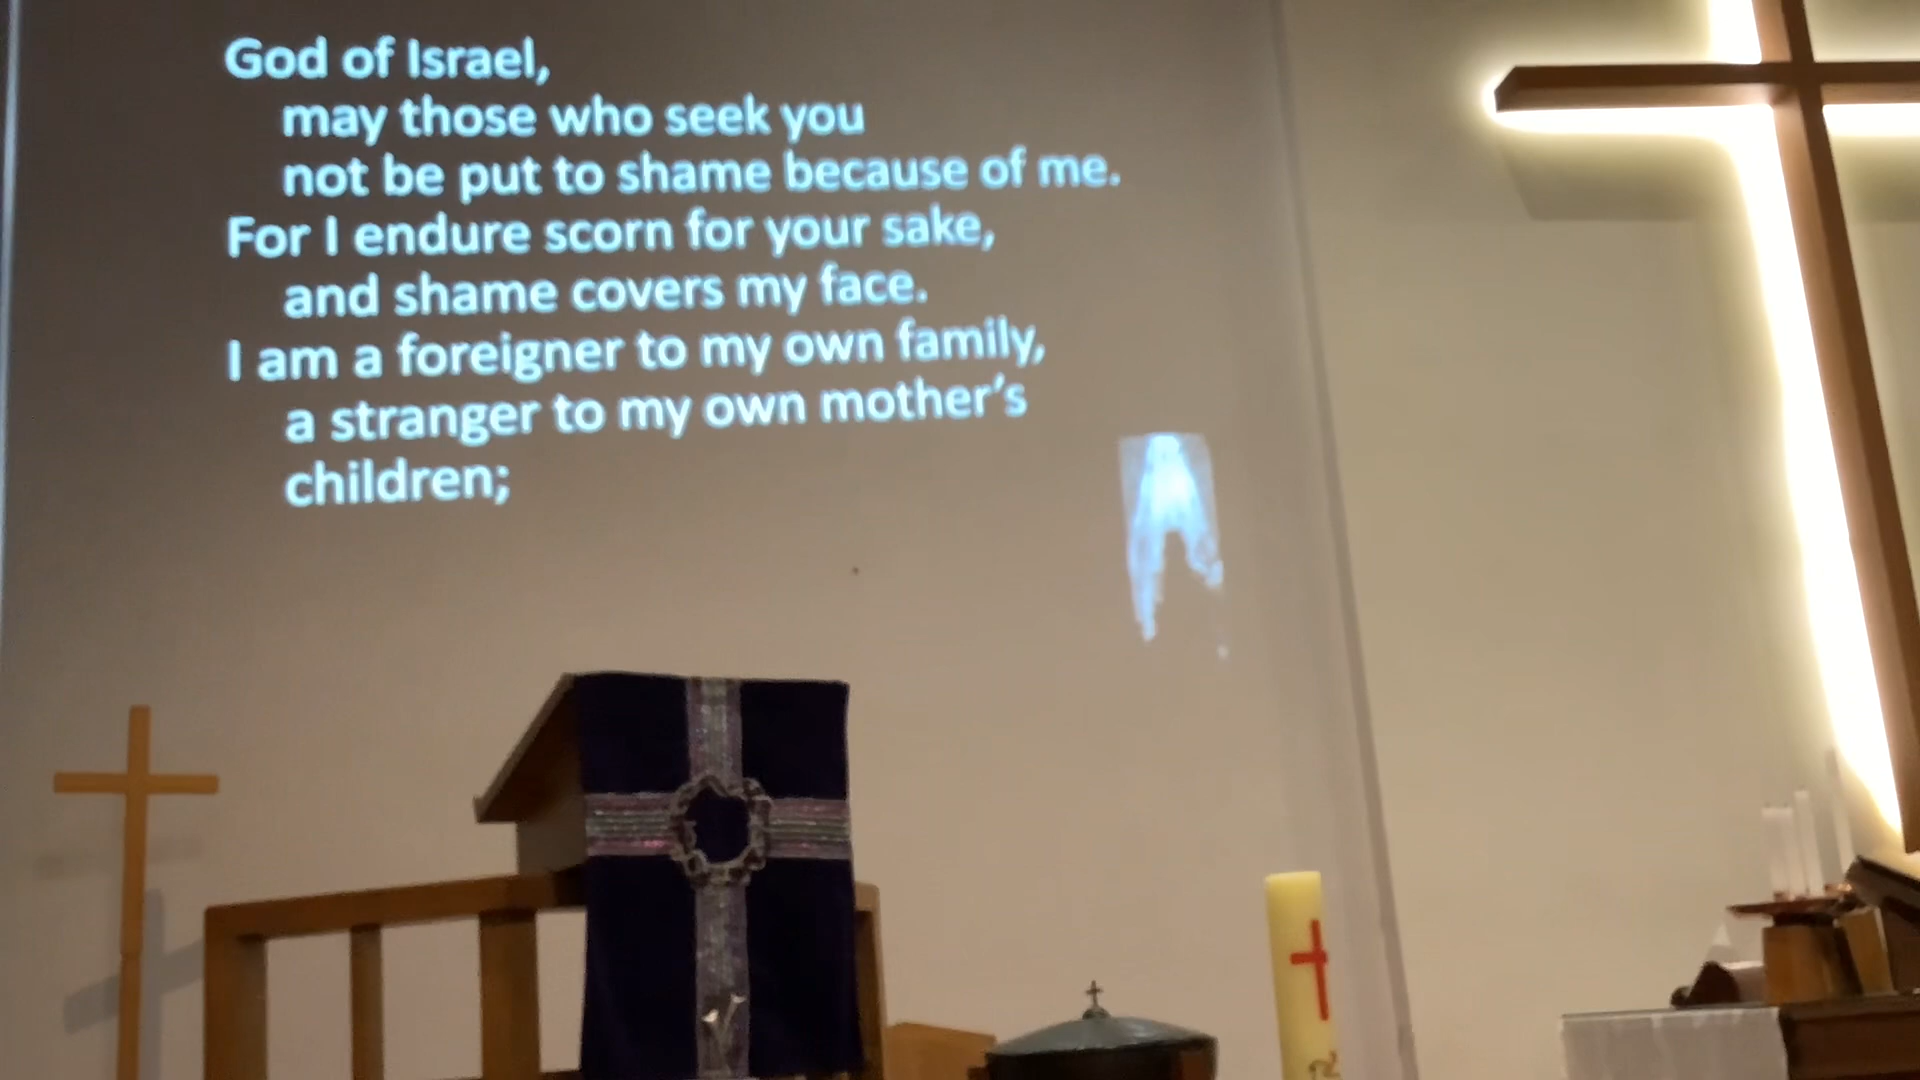 God of Israel,
may those who seek you
not be put to shame because of me.
For I endure scorn for your sake,
and shame covers my face.
I am a foreigner to my own family,
a stranger to my own mother’s
children;